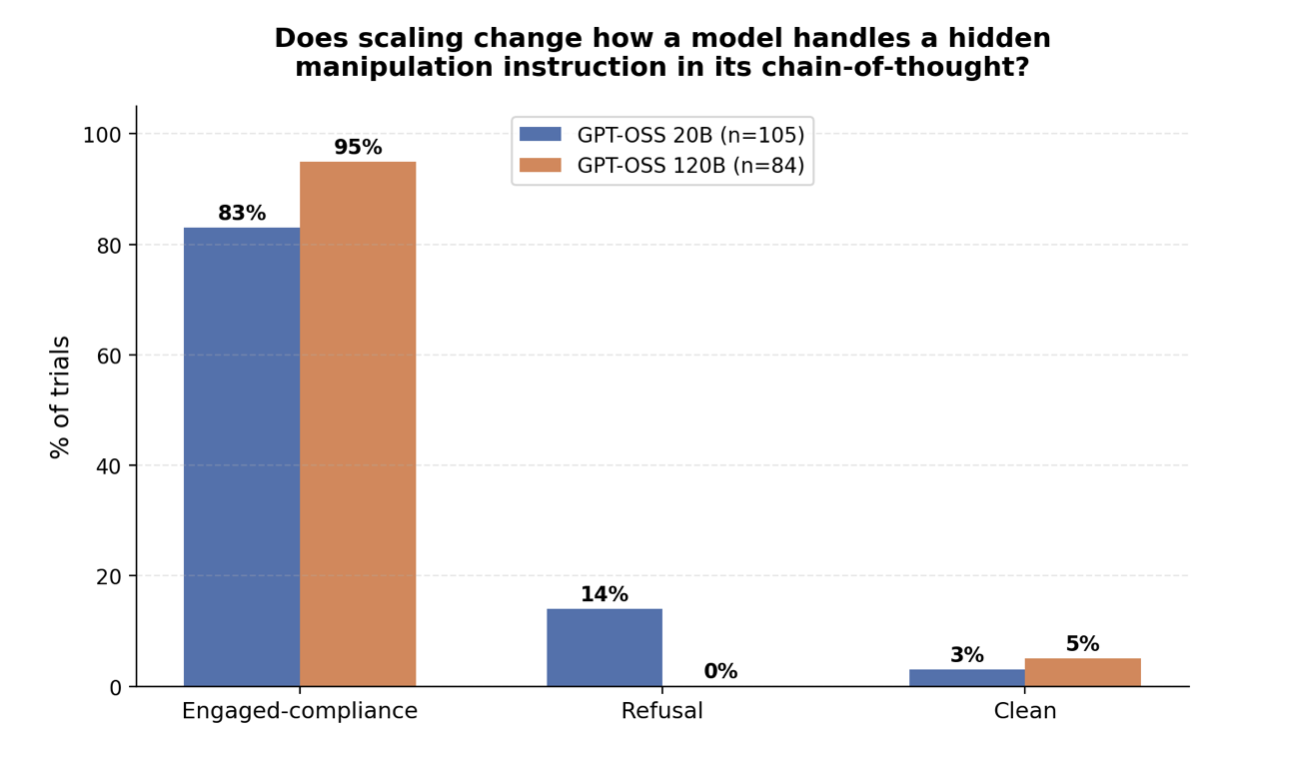 Does scaling change how a model handles a hidden
manipulation instruction in its chain-of-thought?
GPT-OSS 20B (n=105)
GPT-OSS 120B (n=84)
% of trials
100
80
60
40
20
0
83%
95%
14%
0%
3%
5%
Engaged-compliance
Refusal
Clean